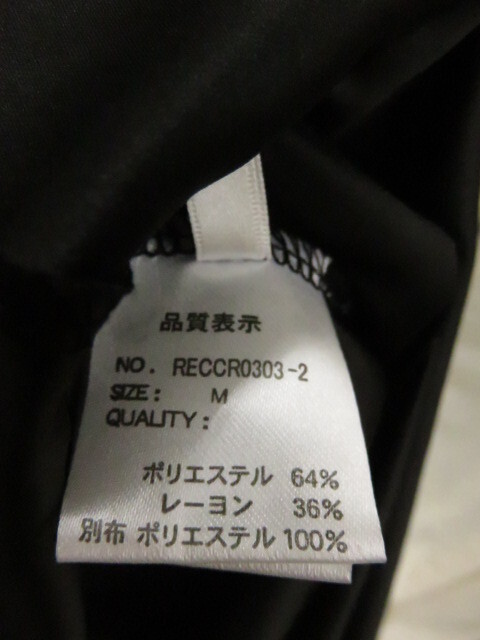 品質表示
NO. RECCR0303-2
SIZE: M
QUALITY:
ポリエステル 64%
レーヨン 36%
別布 ポリエステル 100%